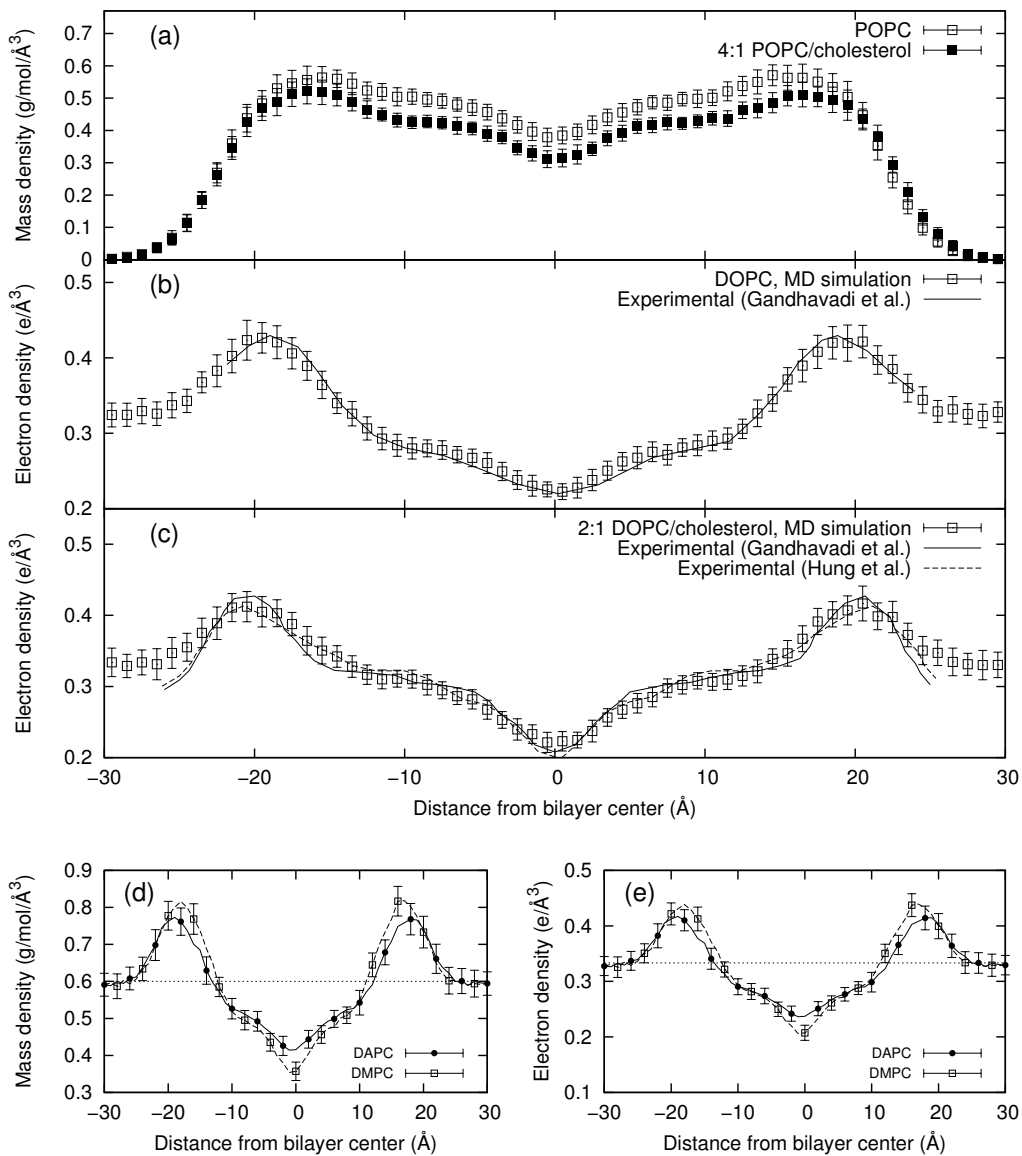 (a)
POPC
4:1 POPC/cholesterol
Mass density (g/mol/Å³)
0.7
0.6
0.5
0.4
0.3
0.2
0.1
0
(b)
DOPC, MD simulation
Experimental (Gandhavadi et al.)
Electron density (e/Å³)
0.5
0.4
0.3
0.2
(c)
2:1 DOPC/cholesterol, MD simulation
Experimental (Gandhavadi et al.)
Experimental (Hung et al.)
Electron density (e/Å³)
0.5
0.4
0.3
0.2
−30 −20 −10 0 10 20 30
Distance from bilayer center (Å)
(d)
Mass density (g/mol/Å³)
0.9
0.8
0.7
0.6
0.5
0.4
0.3
DAPC
DMPC
−30 −20 −10 0 10 20 30
Distance from bilayer center (Å)
(e)
Electron density (e/Å³)
0.5
0.4
0.3
0.2
0.1
DAPC
DMPC
−30 −20 −10 0 10 20 30
Distance from bilayer center (Å)